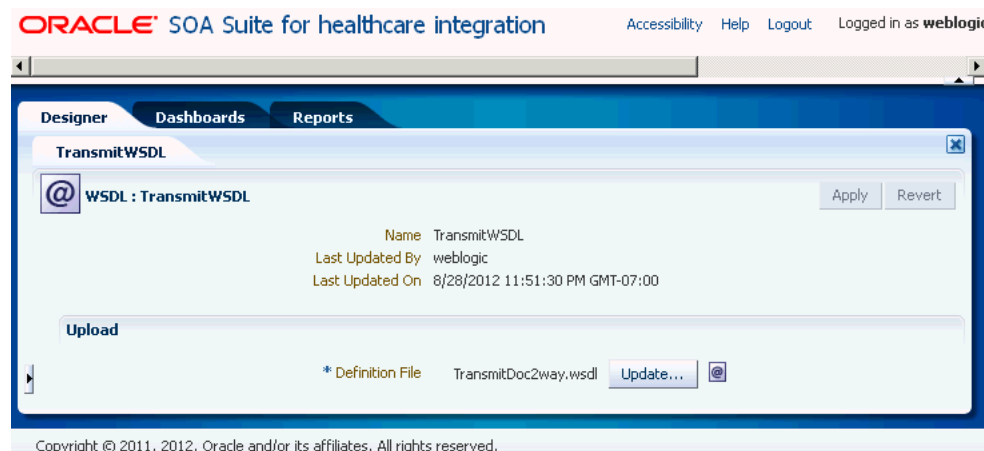 ORACLE SOA Suite for healthcare integration Accessibility Help Logout Logged in as weblogic
Designer Dashboards Reports
TransmitWSDL
@ WSDL : TransmitWSDL Apply Revert
Name TransmitWSDL
Last Updated By weblogic
Last Updated On 8/28/2012 11:51:30 PM GMT-07:00
Upload
* Definition File TransmitDoc2way.wsdl Update... @
Copyright © 2011, 2012, Oracle and/or its affiliates. All rights reserved.